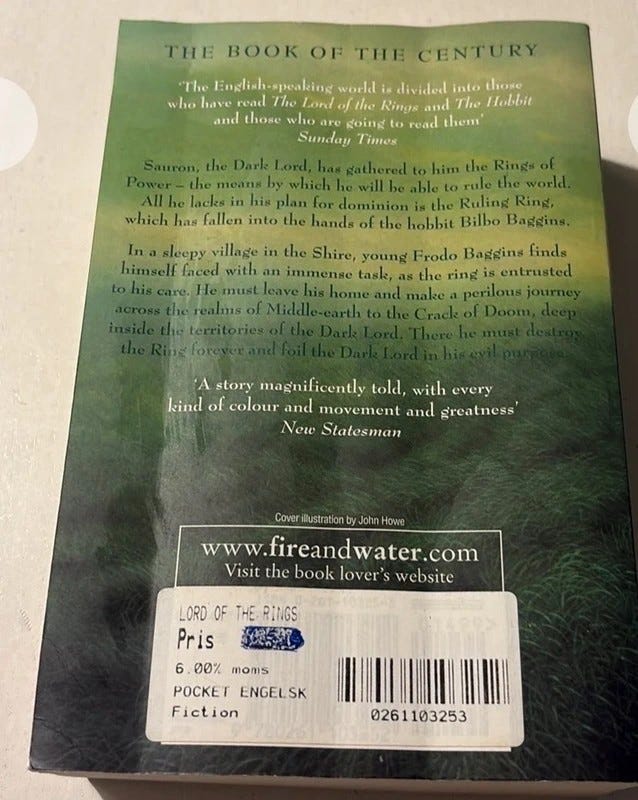 THE BOOK OF THE CENTURY
'The English-speaking world is divided into those
who have read The Lord of the Rings and The Hobbit
and those who are going to read them'
Sunday Times
Sauron, the Dark Lord, has gathered to him the Rings of
Power – the means by which he will be able to rule the world.
All he lacks in his plan for dominion is the Ruling Ring,
which has fallen into the hands of the hobbit Bilbo Baggins.
In a sleepy village in the Shire, young Frodo Baggins finds
himself faced with an immense task, as the ring is entrusted
to his care. He must leave his home and make a perilous journey
across the realms of Middle-earth to the Crack of Doom, deep
inside the territories of the Dark Lord. There he must destroy
the Ring forever and foil the Dark Lord in his evil purpose.
'A story magnificently told, with every
kind of colour and movement and greatness'
New Statesman
Cover illustration by John Howe
www.fireandwater.com
Visit the book lover's website
LORD OF THE RINGS
Pris
6.00% moms
POCKET ENGELSK
Fiction
0261103253